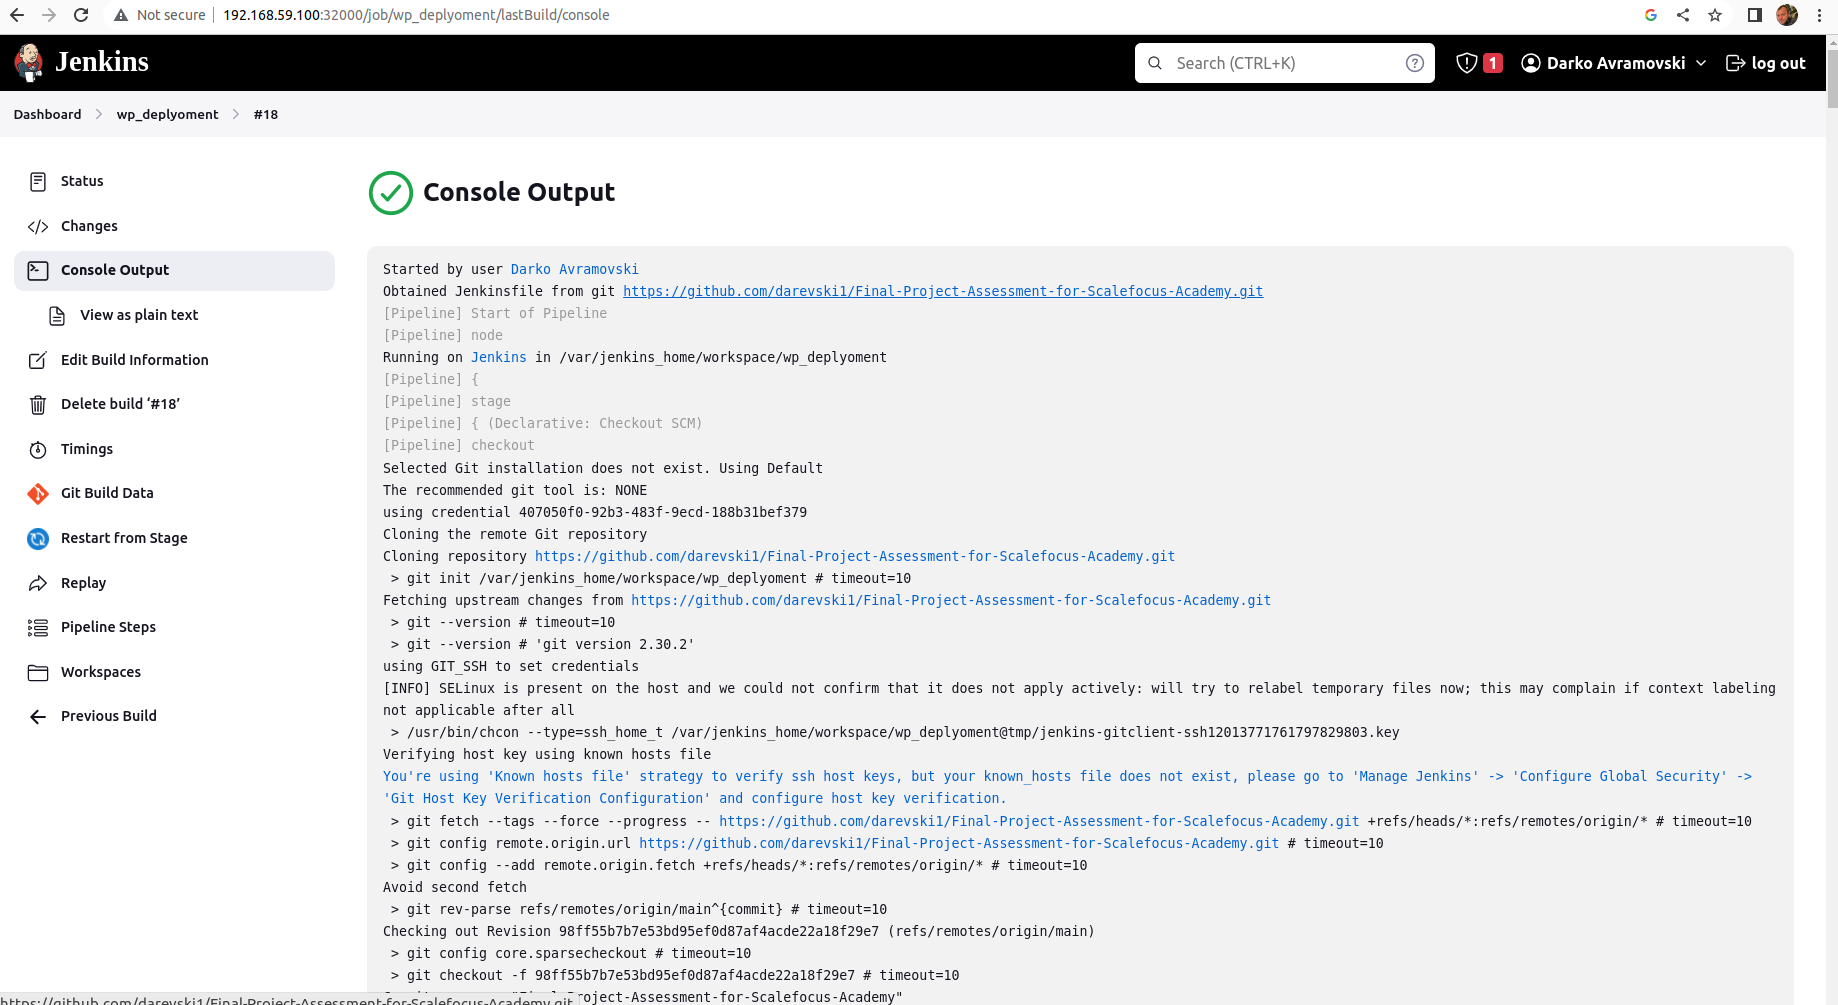 Not secure | 192.168.59.100:32000/job/wp_deplyoment/lastBuild/console
Jenkins
Search (CTRL+K)
1
Darko Avramovski
log out
Dashboard > wp_deplyoment > #18
Status
Changes
Console Output
View as plain text
Edit Build Information
Delete build ‘#18’
Timings
Git Build Data
Restart from Stage
Replay
Pipeline Steps
Workspaces
Previous Build
Console Output
Started by user Darko Avramovski
Obtained Jenkinsfile from git https://github.com/darevski1/Final-Project-Assessment-for-Scalefocus-Academy.git
[Pipeline] Start of Pipeline
[Pipeline] node
Running on Jenkins in /var/jenkins_home/workspace/wp_deplyoment
[Pipeline] {
[Pipeline] stage
[Pipeline] { (Declarative: Checkout SCM)
[Pipeline] checkout
Selected Git installation does not exist. Using Default
The recommended git tool is: NONE
using credential 407050f0-92b3-483f-9ecd-188b31bef379
Cloning the remote Git repository
Cloning repository https://github.com/darevski1/Final-Project-Assessment-for-Scalefocus-Academy.git
> git init /var/jenkins_home/workspace/wp_deplyoment # timeout=10
Fetching upstream changes from https://github.com/darevski1/Final-Project-Assessment-for-Scalefocus-Academy.git
> git --version # timeout=10
> git --version # 'git version 2.30.2'
using GIT_SSH to set credentials
[INFO] SELinux is present on the host and we could not confirm that it does not apply actively: will try to relabel temporary files now; this may complain if context labeling
not applicable after all
> /usr/bin/chcon --type=ssh_home_t /var/jenkins_home/workspace/wp_deplyoment@tmp/jenkins-gitclient-ssh12013771761797829803.key
Verifying host key using known hosts file
You're using 'Known hosts file' strategy to verify ssh host keys, but your known_hosts file does not exist, please go to 'Manage Jenkins' -> 'Configure Global Security' ->
'Git Host Key Verification Configuration' and configure host key verification.
> git fetch --tags --force --progress -- https://github.com/darevski1/Final-Project-Assessment-for-Scalefocus-Academy.git +refs/heads/*:refs/remotes/origin/* # timeout=10
> git config remote.origin.url https://github.com/darevski1/Final-Project-Assessment-for-Scalefocus-Academy.git # timeout=10
> git config --add remote.origin.fetch +refs/heads/*:refs/remotes/origin/* # timeout=10
Avoid second fetch
> git rev-parse refs/remotes/origin/main^{commit} # timeout=10
Checking out Revision 98ff55b7b7e53bd95ef0d87af4acde22a18f29e7 (refs/remotes/origin/main)
> git config core.sparsecheckout # timeout=10
> git checkout -f 98ff55b7b7e53bd95ef0d87af4acde22a18f29e7 # timeout=10
roject-Assessment-for-Scalefocus-Academy"
https://github.com/darevski1/Final-Project-Assessment-for-Scalefocus-Academy.git